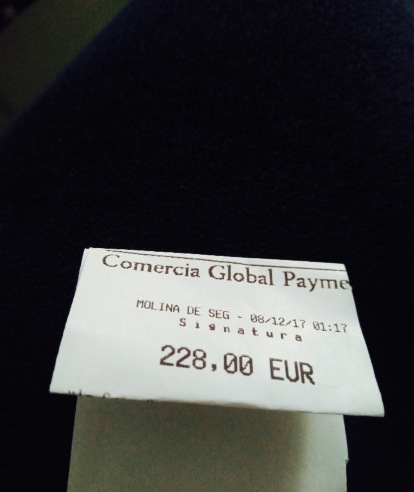 Comercia Global Payme
MOLINA DE SEG - 08/12/17 01:17
Signatura
228,00 EUR